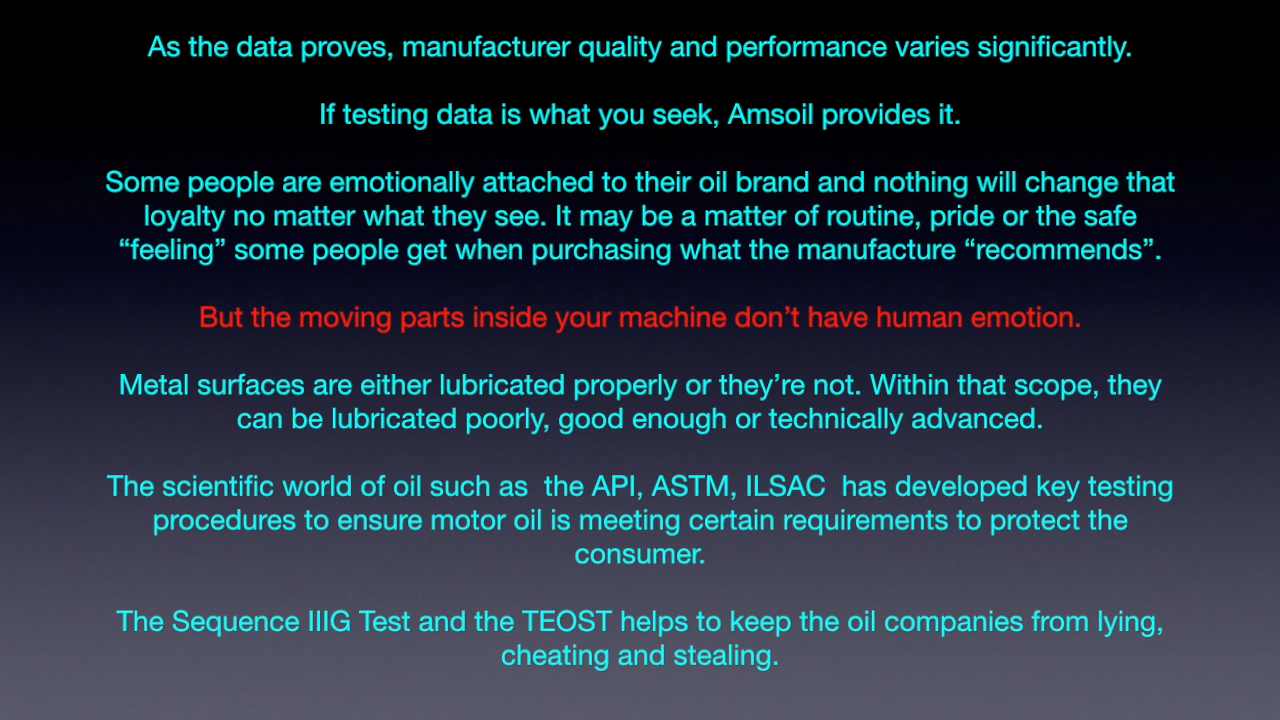 As the data proves, manufacturer quality and performance varies significantly.
If testing data is what you seek, Amsoil provides it.
Some people are emotionally attached to their oil brand and nothing will change that
loyalty no matter what they see. It may be a matter of routine, pride or the safe
“feeling” some people get when purchasing what the manufacture “recommends”.
But the moving parts inside your machine don’t have human emotion.
Metal surfaces are either lubricated properly or they’re not. Within that scope, they
can be lubricated poorly, good enough or technically advanced.
The scientific world of oil such as  the API, ASTM, ILSAC  has developed key testing
procedures to ensure motor oil is meeting certain requirements to protect the
consumer.
The Sequence IIIG Test and the TEOST helps to keep the oil companies from lying,
cheating and stealing.